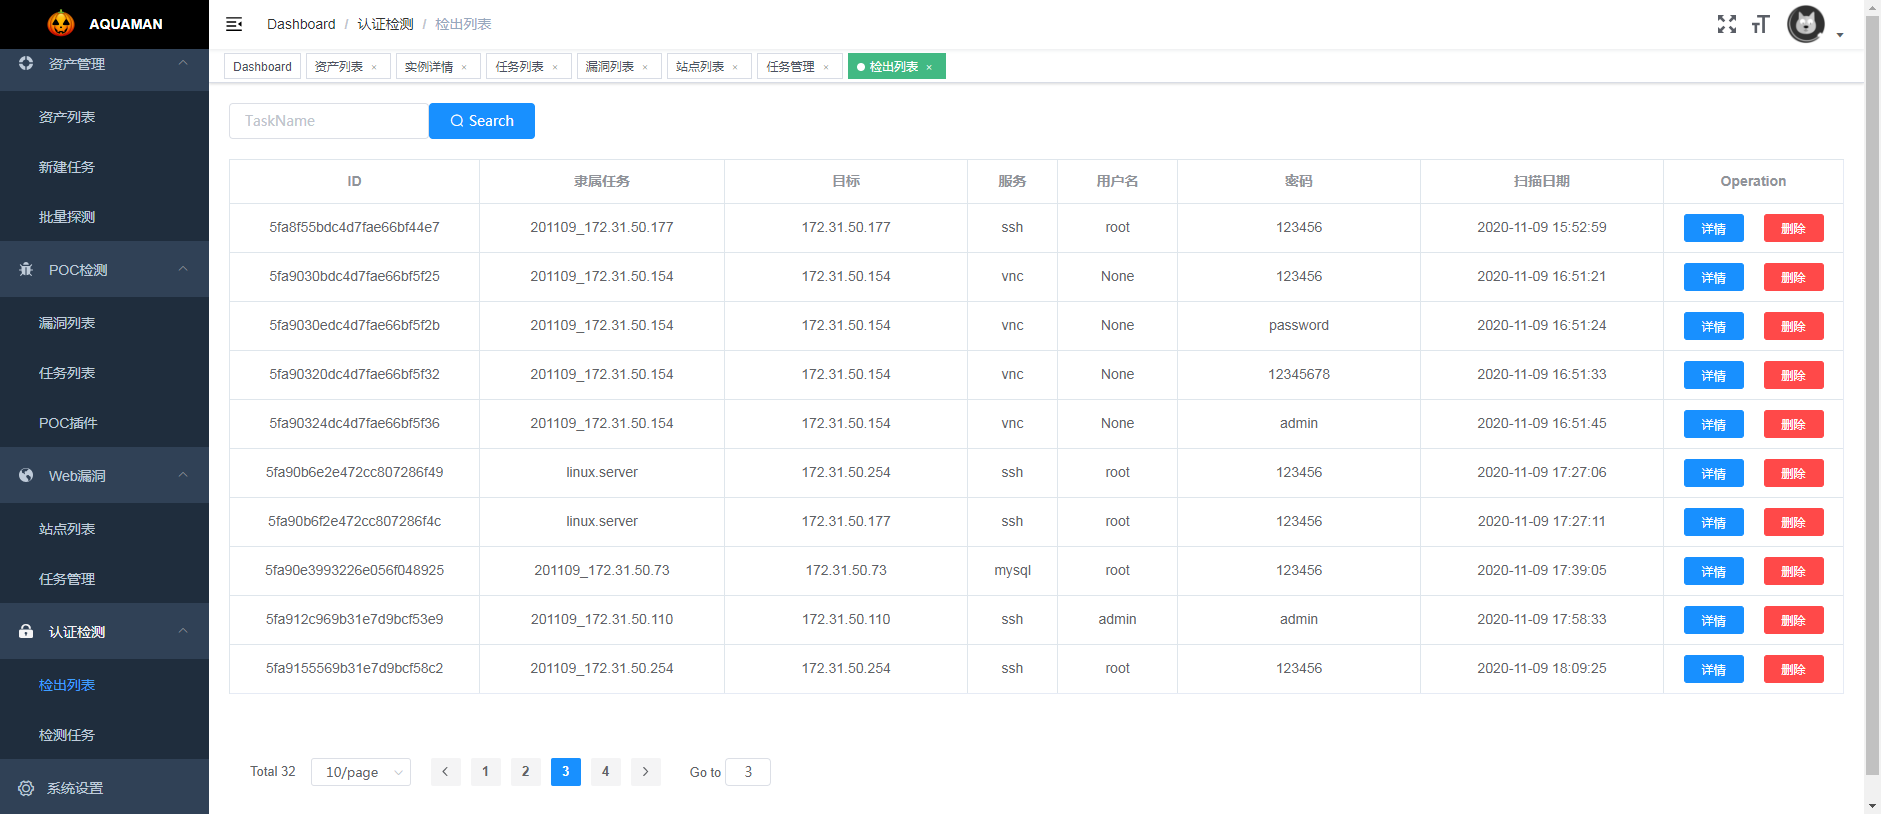 AQUAMAN
资产管理
资产列表
新建任务
批量探测
POC检测
漏洞列表
任务列表
POC插件
Web漏洞
站点列表
任务管理
认证检测
检出列表
检测任务
系统设置
Dashboard / 认证检测 / 检出列表
Dashboard 资产列表 × 实例详情 × 任务列表 × 漏洞列表 × 站点列表 × 任务管理 × 检出列表 ×
TaskName Search
ID 隶属任务 目标 服务 用户名 密码 扫描日期 Operation
5fa8f55bdc4d7fae66bf44e7 201109_172.31.50.177 172.31.50.177 ssh root 123456 2020-11-09 15:52:59 详情 删除
5fa9030bdc4d7fae66bf5f25 201109_172.31.50.154 172.31.50.154 vnc None 123456 2020-11-09 16:51:21 详情 删除
5fa9030edc4d7fae66bf5f2b 201109_172.31.50.154 172.31.50.154 vnc None password 2020-11-09 16:51:24 详情 删除
5fa90320dc4d7fae66bf5f32 201109_172.31.50.154 172.31.50.154 vnc None 12345678 2020-11-09 16:51:33 详情 删除
5fa90324dc4d7fae66bf5f36 201109_172.31.50.154 172.31.50.154 vnc None admin 2020-11-09 16:51:45 详情 删除
5fa90b6e2e472cc807286f49 linux.server 172.31.50.254 ssh root 123456 2020-11-09 17:27:06 详情 删除
5fa90b6f2e472cc807286f4c linux.server 172.31.50.177 ssh root 123456 2020-11-09 17:27:11 详情 删除
5fa90e3993226e056f048925 201109_172.31.50.73 172.31.50.73 mysql root 123456 2020-11-09 17:39:05 详情 删除
5fa912c969b31e7d9bcf53e9 201109_172.31.50.110 172.31.50.110 ssh admin admin 2020-11-09 17:58:33 详情 删除
5fa9155569b31e7d9bcf58c2 201109_172.31.50.254 172.31.50.254 ssh root 123456 2020-11-09 18:09:25 详情 删除
Total 32 10/page 1 2 3 4 Go to 3